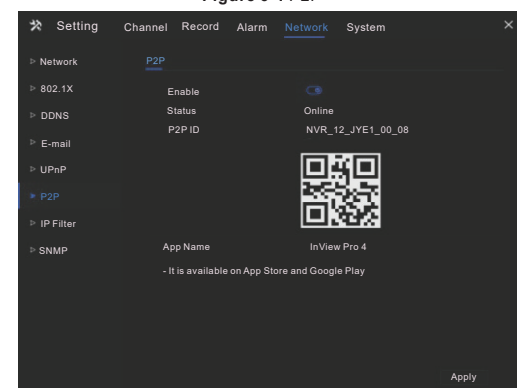 Setting Channel Record Alarm Network System
Network
P2P
802.1X
Enable
DDNS
Status Online
E-mail
P2P ID NVR_12_JYE1_00_08
UPnP
P2P
IP Filter
SNMP
App Name InView Pro 4
- It is available on App Store and Google Play
Apply